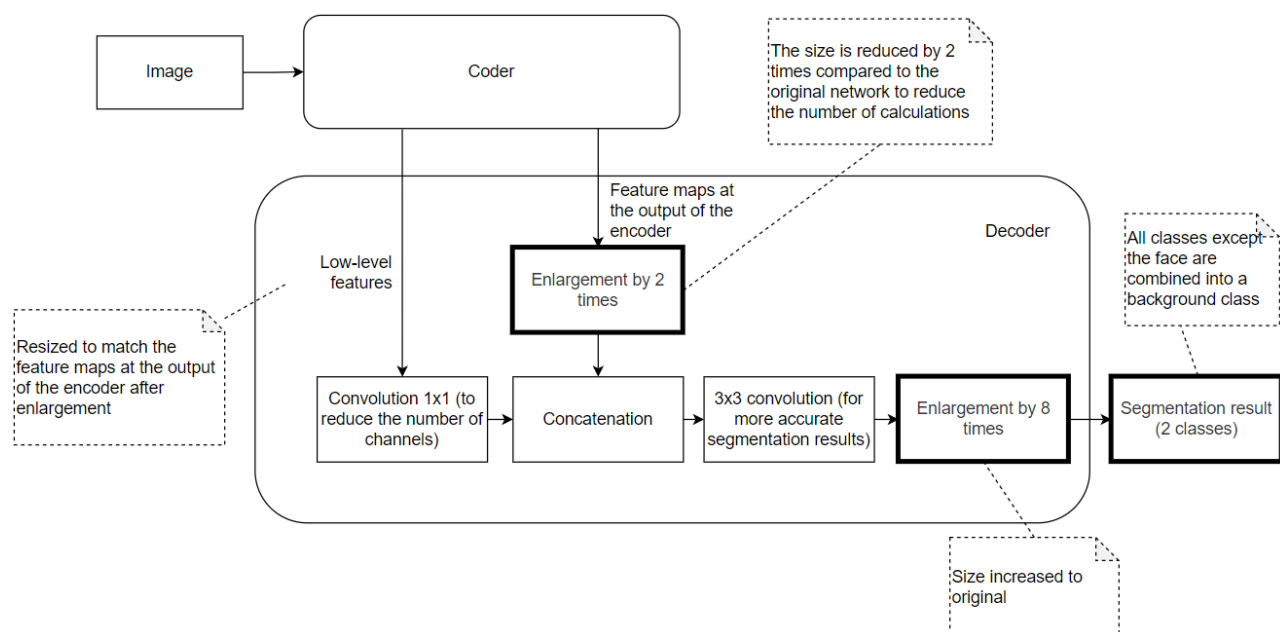 Image
Coder
The size is reduced by 2
times compared to the
original network to reduce
the number of calculations
Feature maps at
the output of the
encoder
Decoder
All classes except
the face are
combined into a
background class
Low-level
features
Enlargement by 2
times
Resized to match the
feature maps at the output
of the encoder after
enlargement
Convolution 1x1 (to
reduce the number of
channels)
Concatenation
3x3 convolution (for
more accurate
segmentation results)
Enlargement by 8
times
Segmentation result
(2 classes)
Size increased to
original